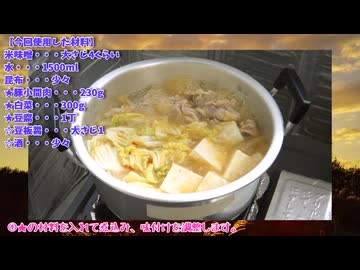 【今回使用した材料】
米味噌・・・大さじ4くらい
水・・・1500ml
昆布・・・少々
★豚小間肉・・・230g
★白菜・・・300g
★豆腐・・・1丁
☆豆板醤・・・大さじ1
☆酒・・・少々
◎★の材料を入れて煮込み、味付けを調整します。